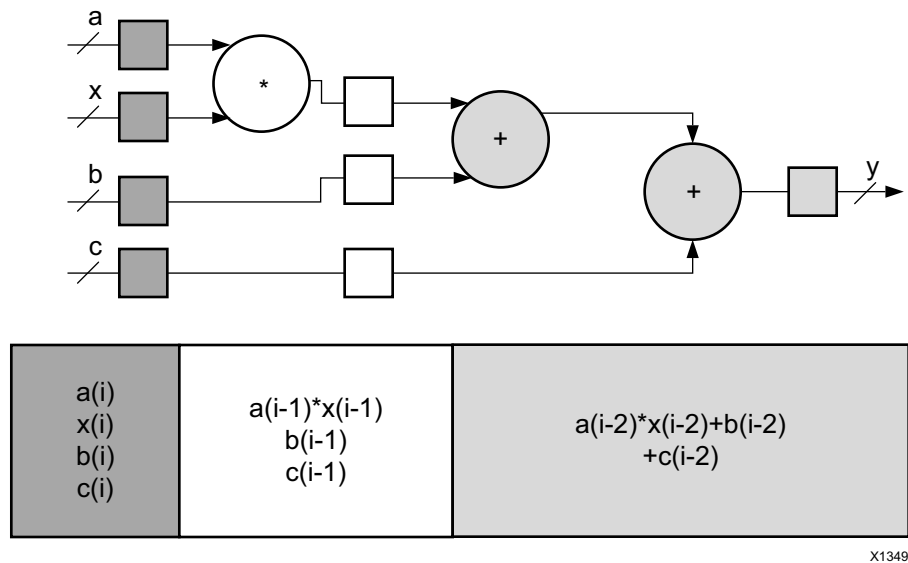 a
x
*
+
b
+
y
c
a(i)
x(i)
b(i)
c(i)
a(i-1)*x(i-1)
b(i-1)
c(i-1)
a(i-2)*x(i-2)+b(i-2)
+c(i-2)
X1349